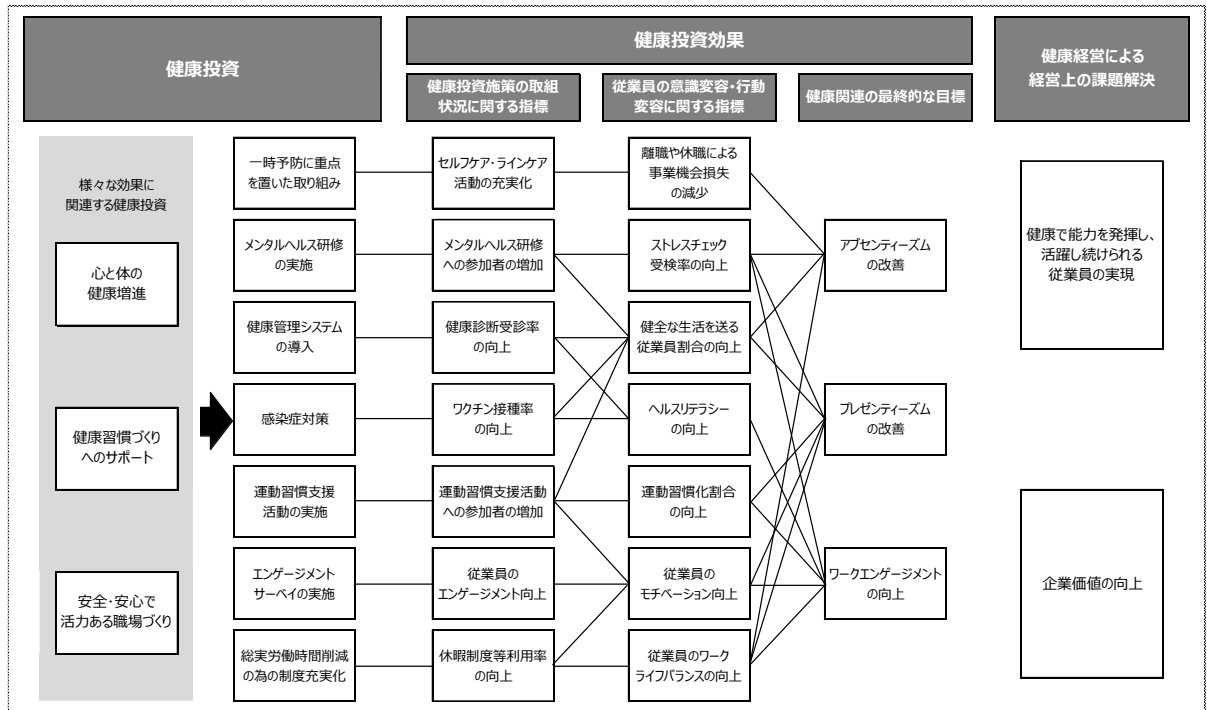 健康投資
健康投資効果
健康経営による
経営上の課題解決
健康投資施策の取組
状況に関する指標
従業員の意識変容・行動
変容に関する指標
健康関連の最終的な目標
様々な効果に
関連する健康投資
心と体の
健康増進
健康習慣づくり
へのサポート
安全・安心で
活力ある職場づくり
一時予防に重点
を置いた取り組み
メンタルヘルス研修
の実施
健康管理システム
の導入
感染症対策
運動習慣支援
活動の実施
エンゲージメント
サーベイの実施
総実労働時間削減
の為の制度充実化
セルフケア・ラインケア
活動の充実化
メンタルヘルス研修
への参加者の増加
健康診断受診率
の向上
ワクチン接種率
の向上
運動習慣支援活動
への参加者の増加
従業員の
エンゲージメント向上
休暇制度等利用率
の向上
離職や休職による
事業機会損失
の減少
ストレスチェック
受検率の向上
健全な生活を送る
従業員割合の向上
ヘルスリテラシー
の向上
運動習慣化割合
の向上
従業員の
モチベーション向上
従業員のワーク
ライフバランスの向上
アブセンティーズム
の改善
プレゼンティーズム
の改善
ワークエンゲージメント
の向上
健康で能力を発揮し、
活躍し続けられる
従業員の実現
企業価値の向上